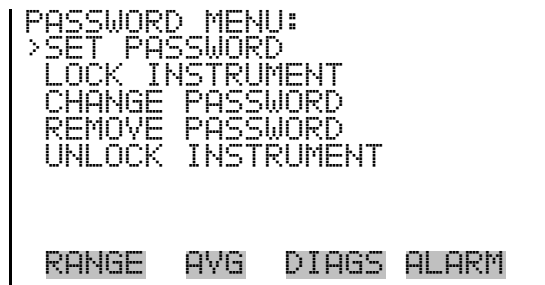 PASSWORD MENU:
>SET PASSWORD
LOCK INSTRUMENT
CHANGE PASSWORD
REMOVE PASSWORD
UNLOCK INSTRUMENT
RANGE AVG DIAGS ALARM